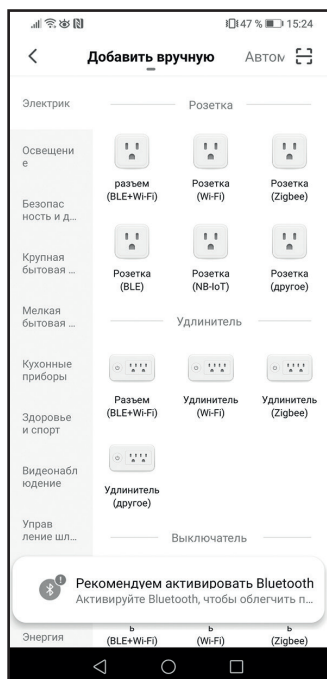 47 % 15:24
Добавить вручную Автом
Электрик
Освещени
е
Безопас
ность и д...
Крупная
бытовая ...
Мелкая
бытовая ...
Кухонные
приборы
Здоровье
и спорт
Видеонабл
юдение
Управ
ление шл...
Энергия
Розетка
разъем
(BLE+Wi-Fi)
Розетка
(Wi-Fi)
Розетка
(Zigbee)
Розетка
(BLE)
Розетка
(NB-IoT)
Розетка
(другое)
Удлинитель
Разъем
(BLE+Wi-Fi)
Удлинитель
(Wi-Fi)
Удлинитель
(Zigbee)
Удлинитель
(другое)
Выключатель
Рекомендуем активировать Bluetooth
Активируйте Bluetooth, чтобы облегчить п...
ь
(BLE+Wi-Fi)
ь
(Wi-Fi)
ь
(Zigbee)